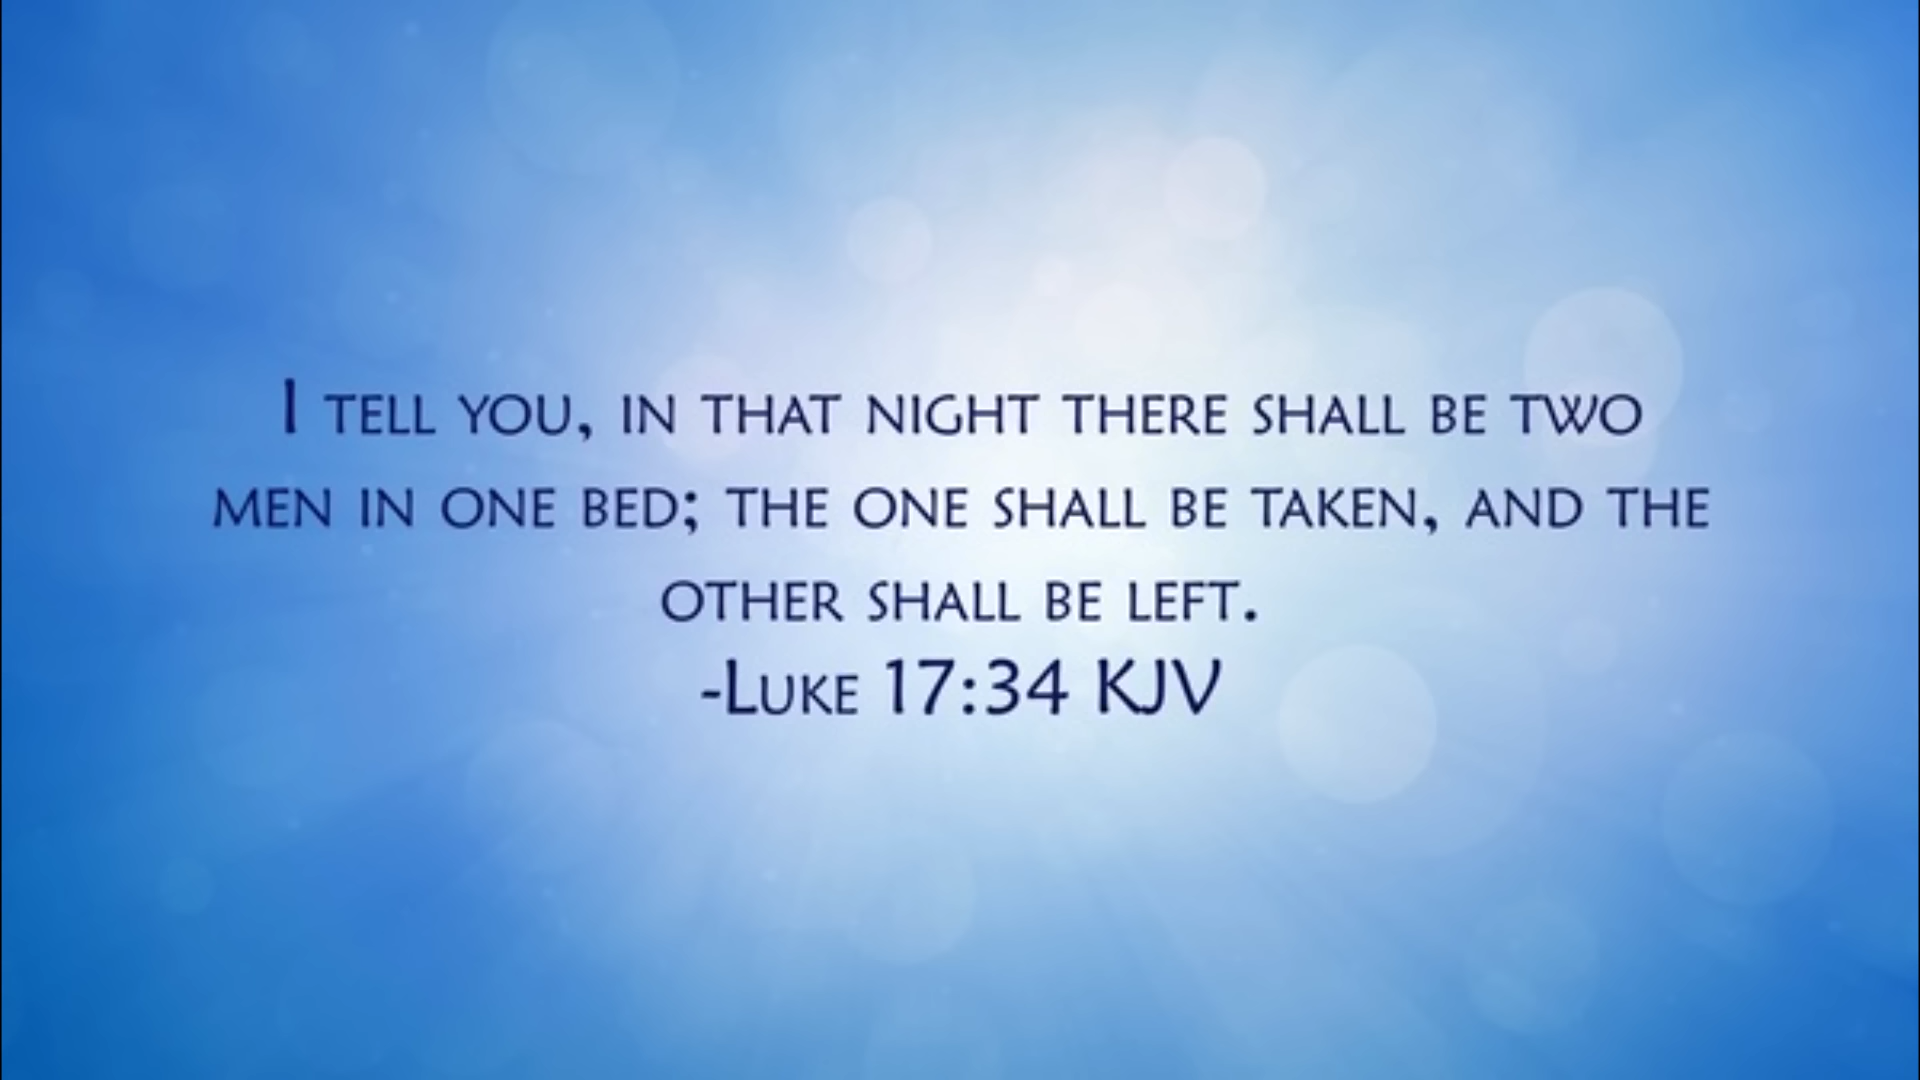 I TELL YOU, IN THAT NIGHT THERE SHALL BE TWO
MEN IN ONE BED; THE ONE SHALL BE TAKEN, AND THE
OTHER SHALL BE LEFT.
-LUKE 17:34 KJV